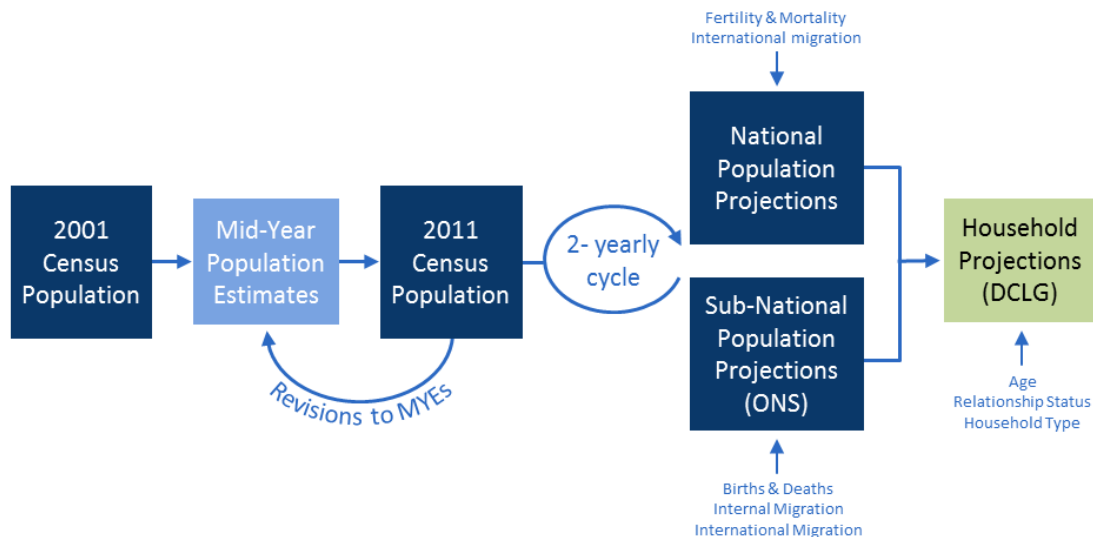 Fertility & Mortality
International migration
National
Population
Projections
2001
Census
Population
Mid-Year
Population
Estimates
2011
Census
Population
2- yearly
cycle
Household
Projections
(DCLG)
Sub-National
Population
Projections
(ONS)
Revisions to MYEs
Age
Relationship Status
Household Type
Births & Deaths
Internal Migration
International Migration